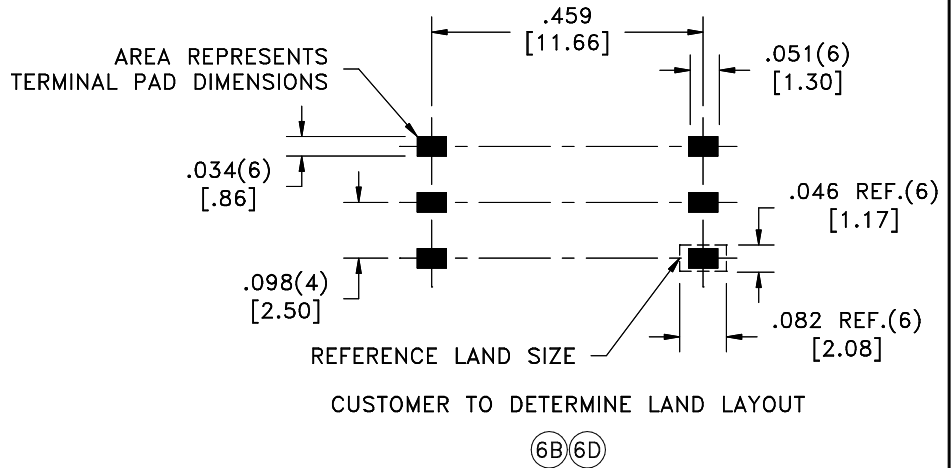 .459
[11.66]
AREA REPRESENTS
TERMINAL PAD DIMENSIONS
.051(6)
[1.30]
.034(6)
[.86]
.046 REF.(6)
[1.17]
.098(4)
[2.50]
.082 REF.(6)
[2.08]
REFERENCE LAND SIZE
CUSTOMER TO DETERMINE LAND LAYOUT
6B 6D